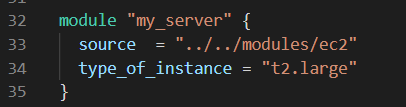 32 module "my_server" {
33 source  = "../../modules/ec2"
34 type_of_instance = "t2.large"
35 }